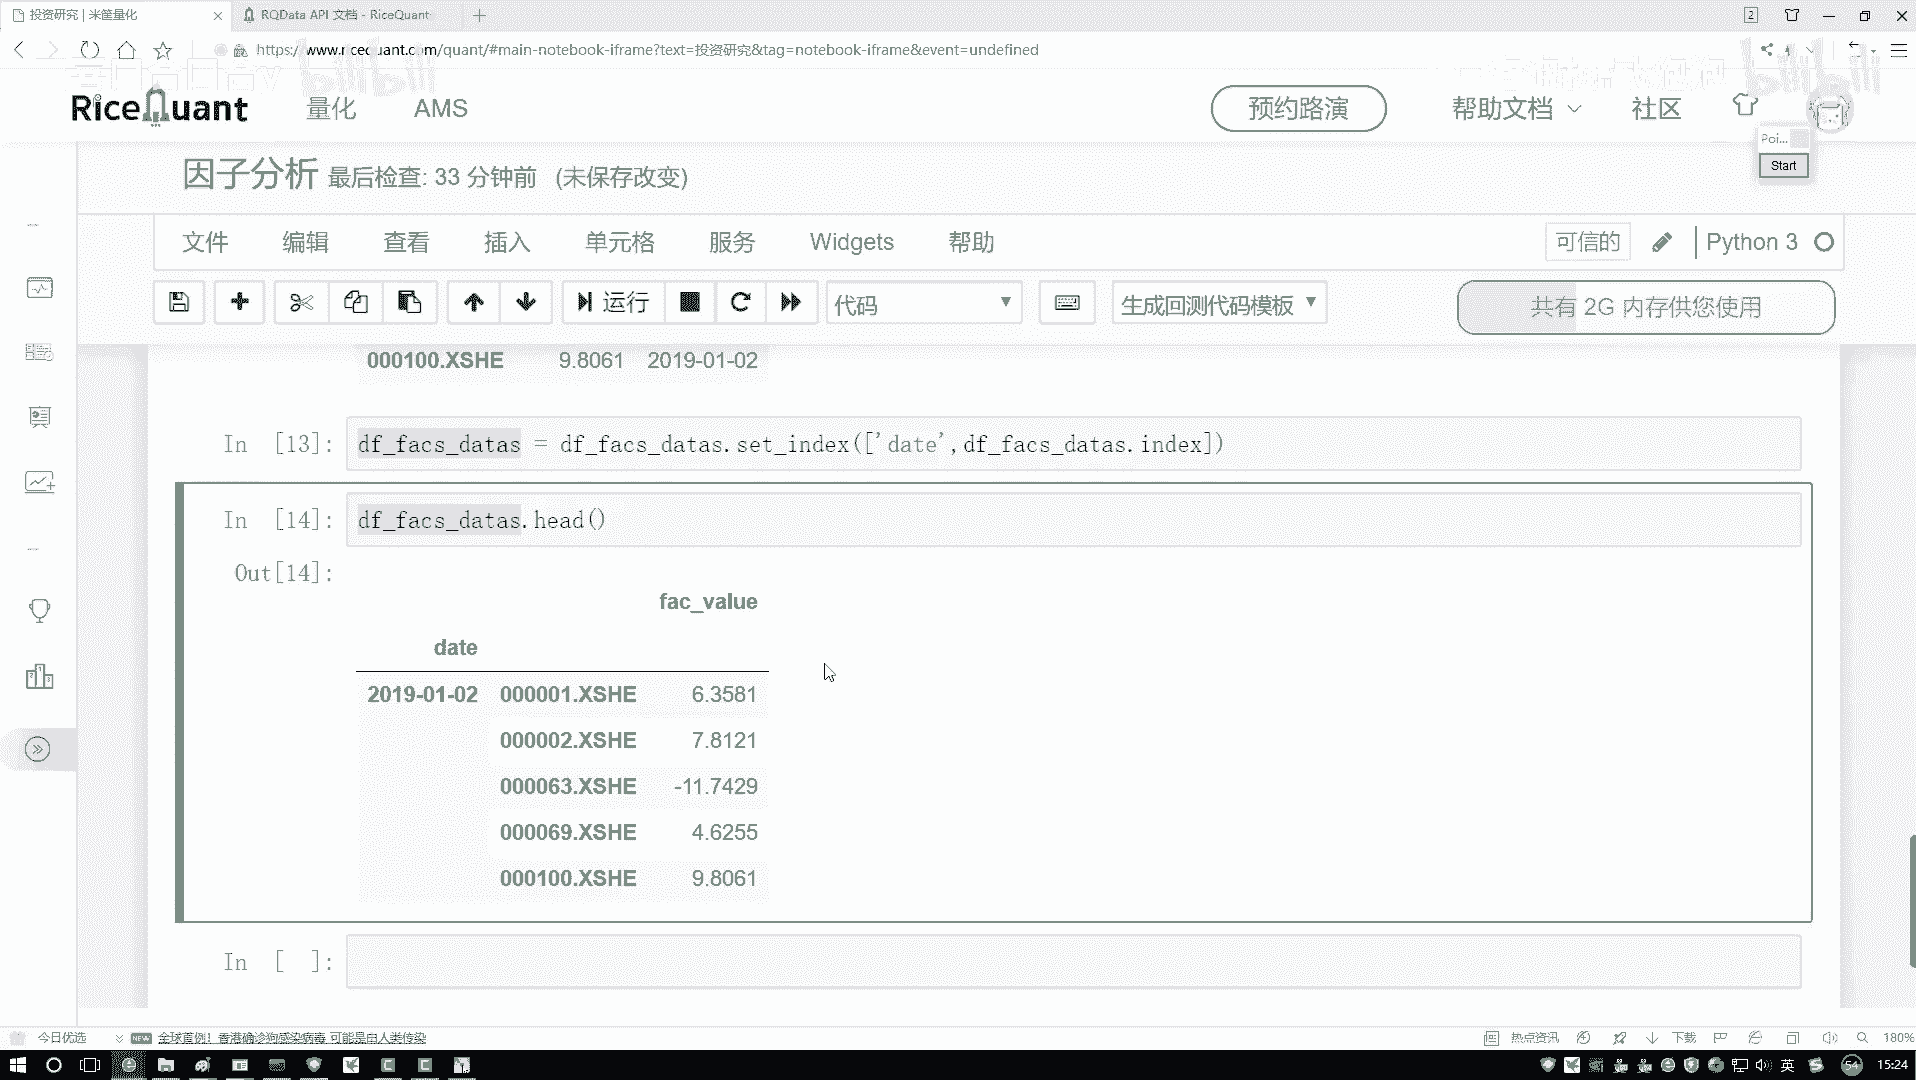 投资研究 | 米筐量化
RQData API 文档 - RiceQuant
2
https://www.ricequant.com/quant/#main-notebook-iframe?text=投资研究&tag=notebook-iframe&event=undefined
bilibili
bilibili
RiceQuant
量化
AMS
预约路演
帮助文档
社区
Poi...
Start
因子分析 最后检查: 33 分钟前 (未保存改变)
文件 编辑 查看 插入 单元格 服务 Widgets 帮助
可信的
Python 3
运行
代码
生成回测代码模板
共有 2G 内存供您使用
000100.XSHE 9.8061 2019-01-02
In [13]: df_facs_datas = df_facs_datas.set_index(['date',df_facs_datas.index])
In [14]: df_facs_datas.head()
Out[14]:
fac_value
date
2019-01-02 000001.XSHE 6.3581
000002.XSHE 7.8121
000063.XSHE -11.7429
000069.XSHE 4.6255
000100.XSHE 9.8061
In [ ]:
今日优选
NEW
全球首例！香港确诊狗感染病毒 可能是由人类传染
热点资讯
下载
180%
英
54
15:24